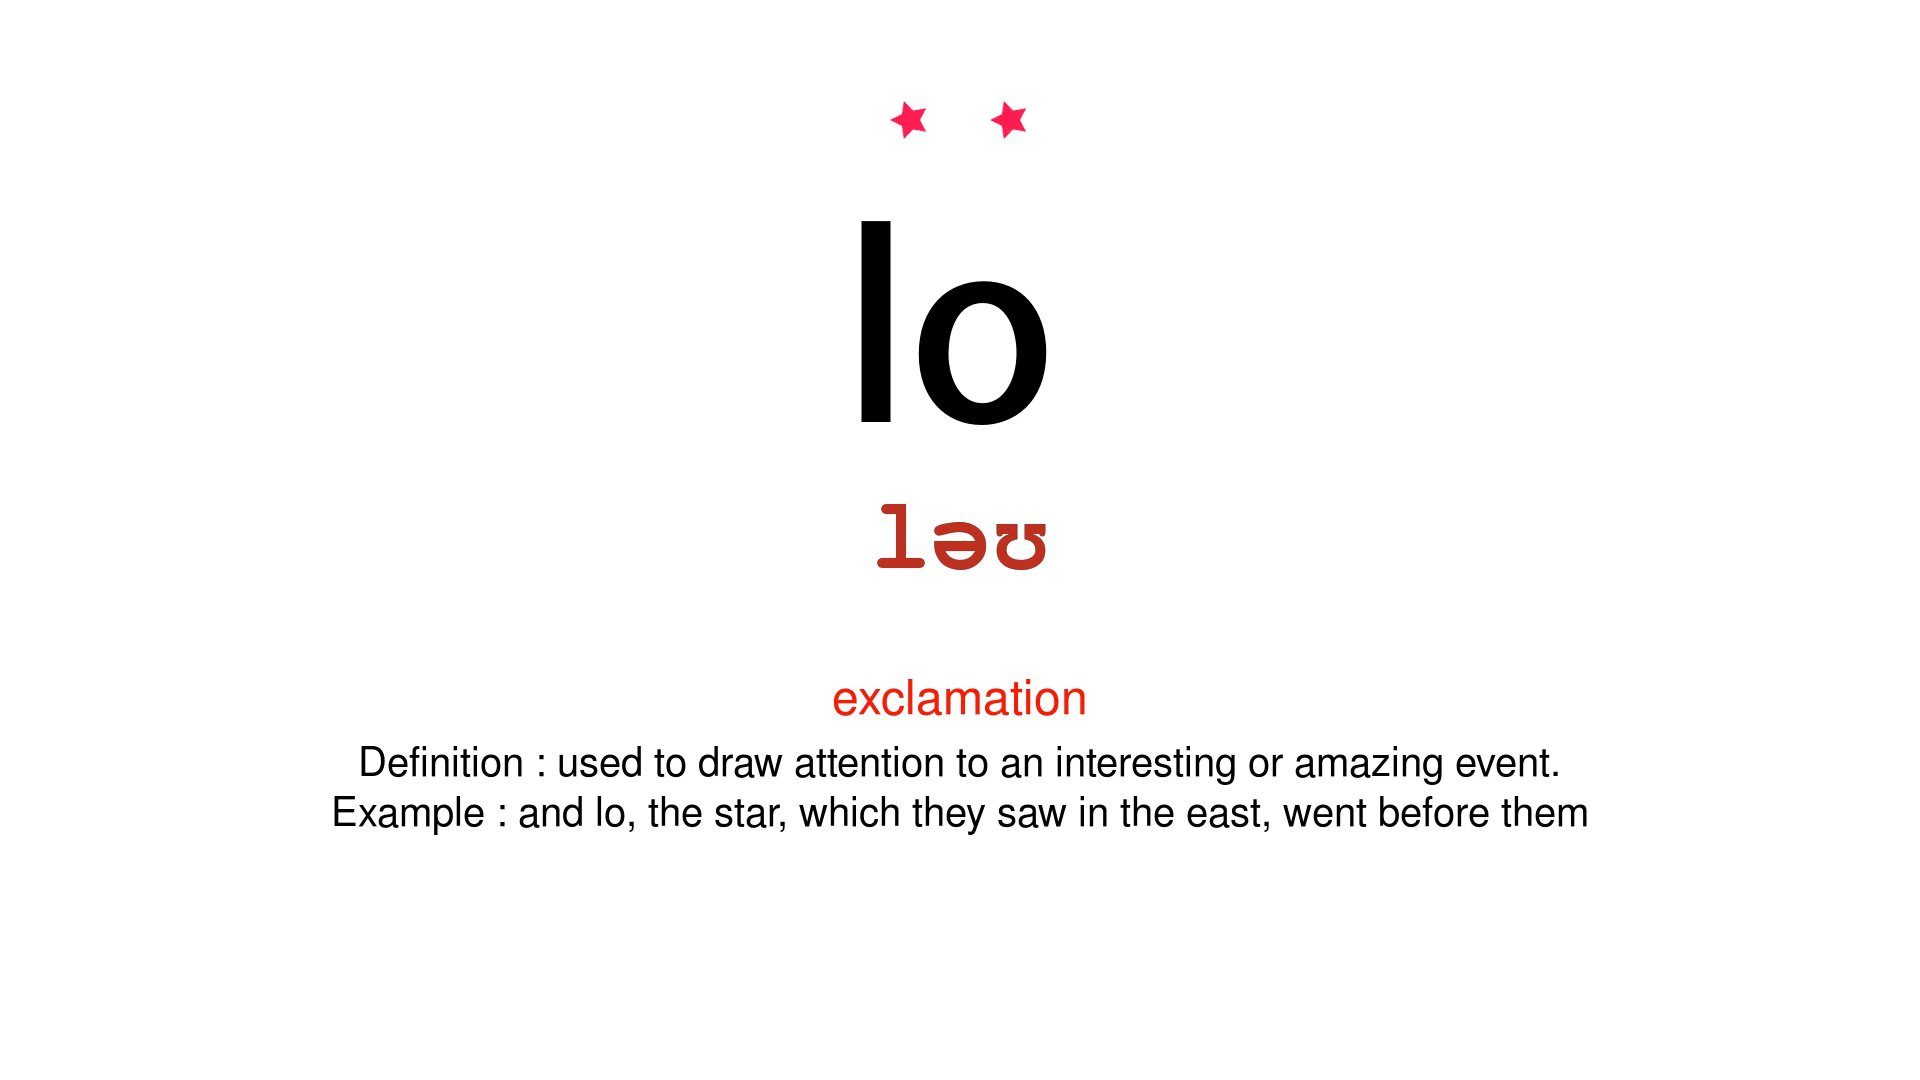 lo
ləʊ
exclamation
Definition : used to draw attention to an interesting or amazing event.
Example : and lo, the star, which they saw in the east, went before them